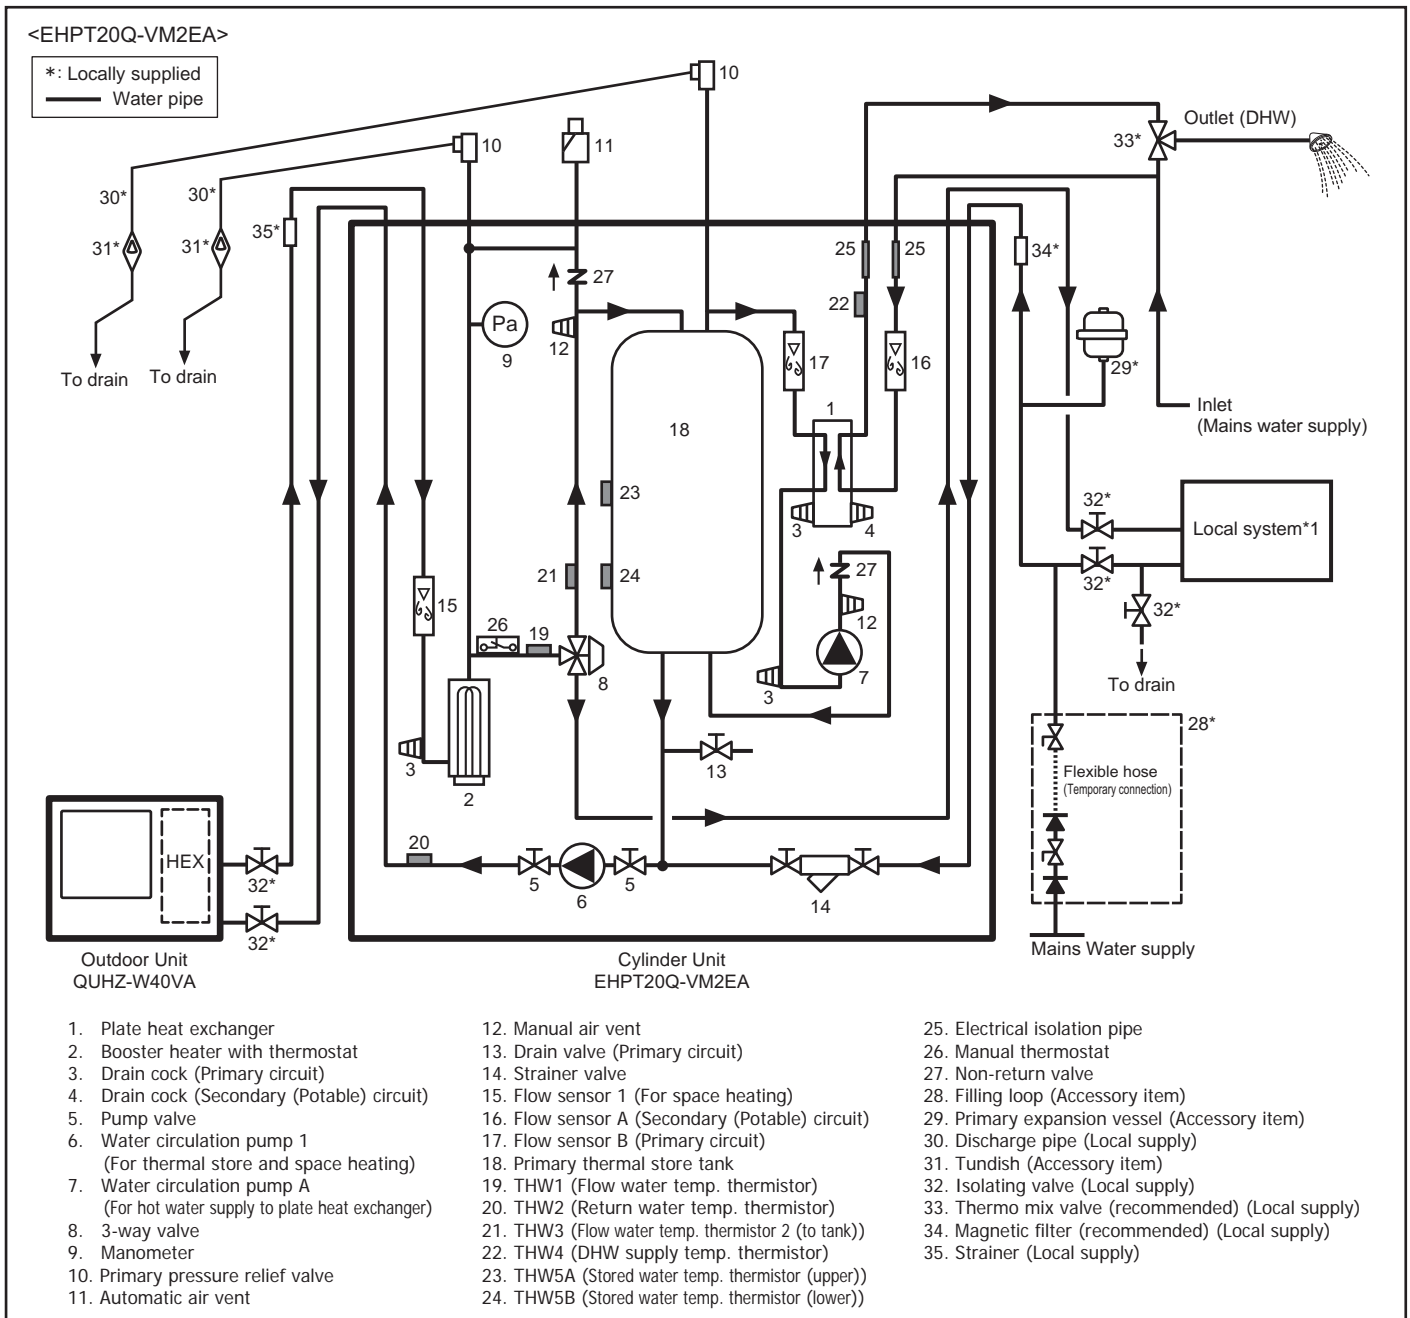 <EHPT20Q-VM2EA>
*: Locally supplied
Water pipe
10
10
11
Outlet (DHW)
33*
30*
30*
31*
31*
35*
25
25
34*
27
22
Pa
9
12
17
16
29*
To drain
To drain
Inlet
(Mains water supply)
1
18
23
3
4
32*
Local system*1
32*
21
24
27
15
12
32*
26
19
8
7
3
To drain
3
2
13
28*
Flexible hose
(Temporary connection)
HEX
20
32*
5
6
5
14
32*
Mains Water supply
Outdoor Unit
QUHZ-W40VA
Cylinder Unit
EHPT20Q-VM2EA
1. Plate heat exchanger
2. Booster heater with thermostat
3. Drain cock (Primary circuit)
4. Drain cock (Secondary (Potable) circuit)
5. Pump valve
6. Water circulation pump 1
(For thermal store and space heating)
7. Water circulation pump A
(For hot water supply to plate heat exchanger)
8. 3-way valve
9. Manometer
10. Primary pressure relief valve
11. Automatic air vent
12. Manual air vent
13. Drain valve (Primary circuit)
14. Strainer valve
15. Flow sensor 1 (For space heating)
16. Flow sensor A (Secondary (Potable) circuit)
17. Flow sensor B (Primary circuit)
18. Primary thermal store tank
19. THW1 (Flow water temp. thermistor)
20. THW2 (Return water temp. thermistor)
21. THW3 (Flow water temp. thermistor 2 (to tank))
22. THW4 (DHW supply temp. thermistor)
23. THW5A (Stored water temp. thermistor (upper))
24. THW5B (Stored water temp. thermistor (lower))
25. Electrical isolation pipe
26. Manual thermostat
27. Non-return valve
28. Filling loop (Accessory item)
29. Primary expansion vessel (Accessory item)
30. Discharge pipe (Local supply)
31. Tundish (Accessory item)
32. Isolating valve (Local supply)
33. Thermo mix valve (recommended) (Local supply)
34. Magnetic filter (recommended) (Local supply)
35. Strainer (Local supply)